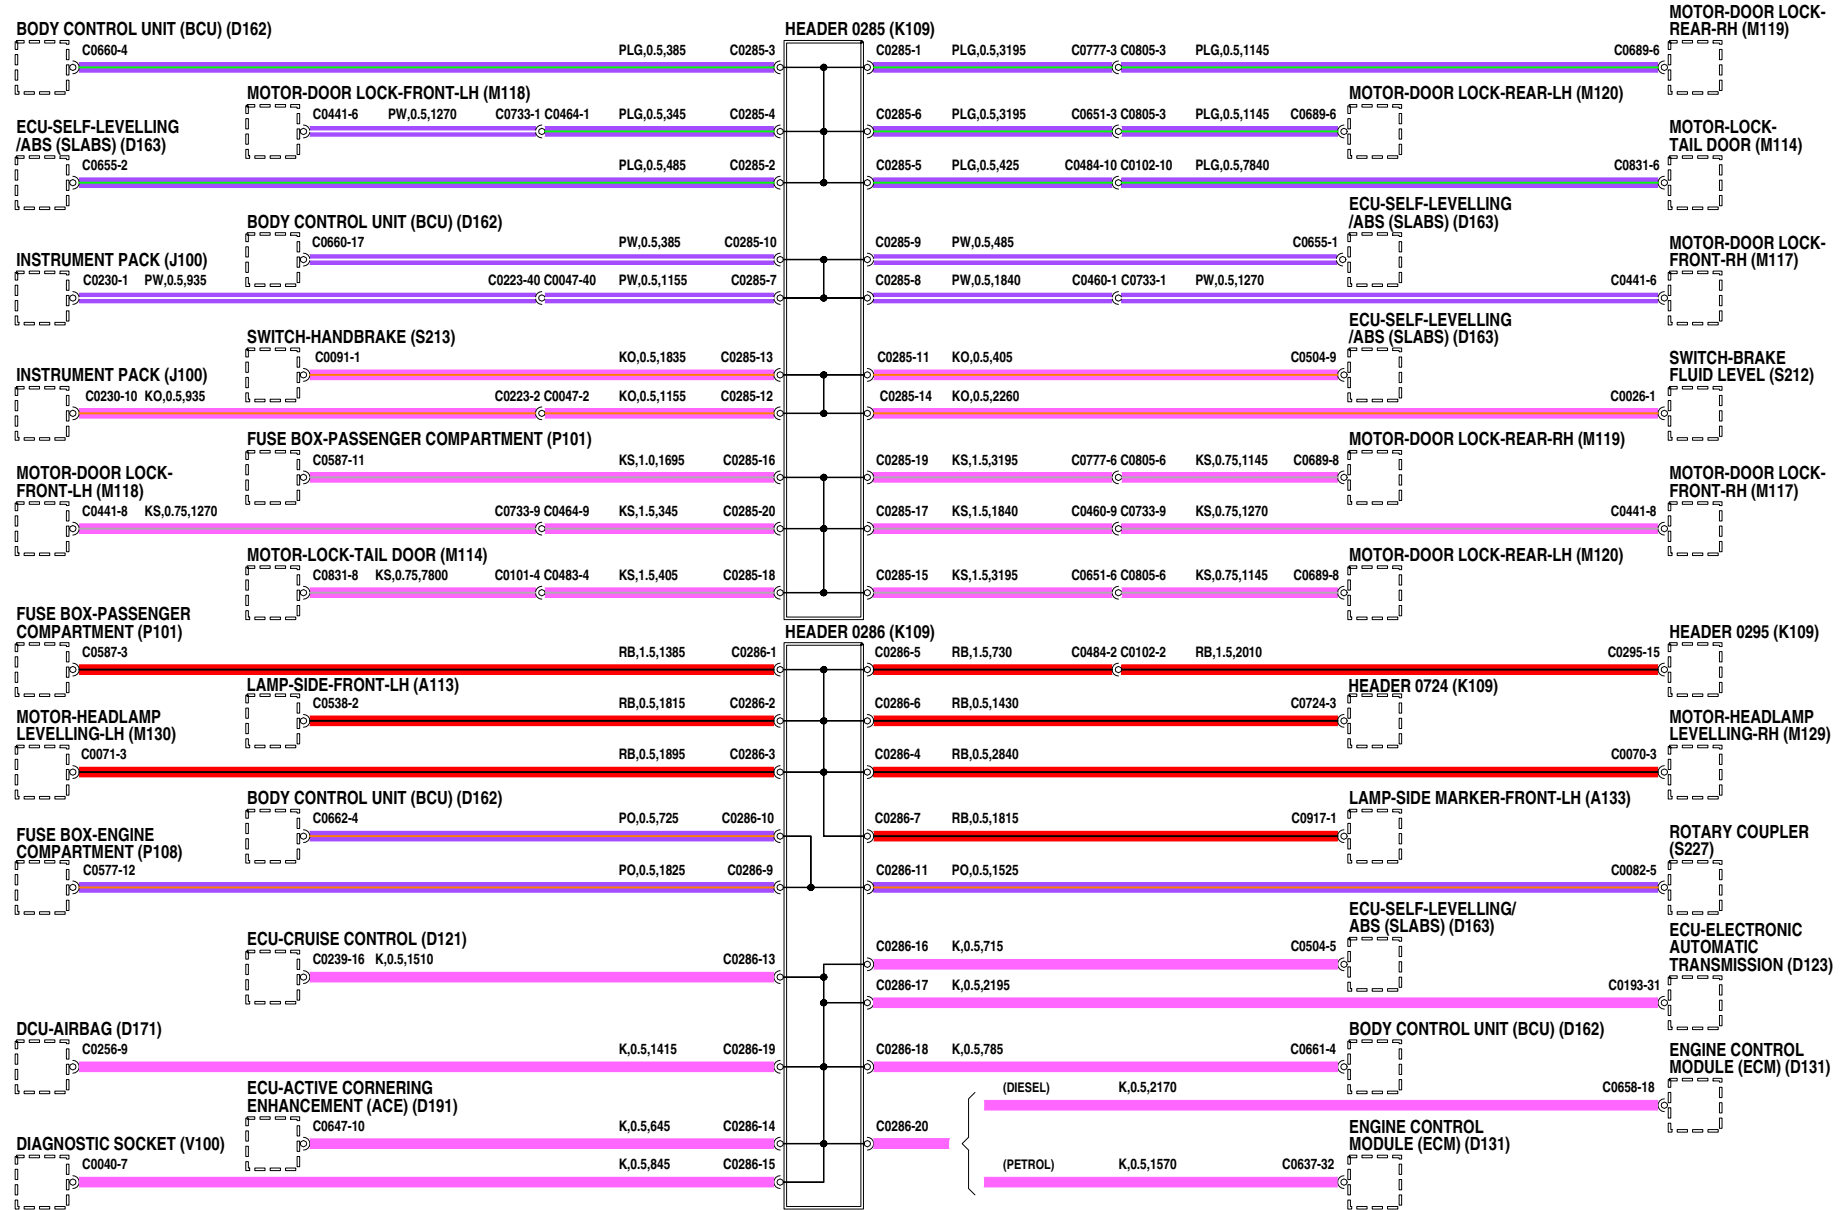 BODY CONTROL UNIT (BCU) (D162)
HEADER 0285 (K109)
MOTOR-DOOR LOCK-
REAR-RH (M119)
C0660-4 PLG,0.5,385 C0285-3
C0285-1 PLG,0.5,3195 C0777-3 C0805-3 PLG,0.5,1145 C0689-6
MOTOR-DOOR LOCK-FRONT-LH (M118)
C0441-6 PW,0.5,1270 C0733-1 C0464-1 PLG,0.5,345 C0285-4
MOTOR-DOOR LOCK-REAR-LH (M120)
C0285-6 PLG,0.5,3195 C0651-3 C0805-3 PLG,0.5,1145 C0689-6
ECU-SELF-LEVELLING
/ABS (SLABS) (D163)
C0655-2 PLG,0.5,485 C0285-2
MOTOR-LOCK-
TAIL DOOR (M114)
C0285-5 PLG,0.5,425 C0484-10 C0102-10 PLG,0.5,7840 C0831-6
BODY CONTROL UNIT (BCU) (D162)
C0660-17 PW,0.5,385 C0285-10
ECU-SELF-LEVELLING
/ABS (SLABS) (D163)
C0285-9 PW,0.5,485 C0655-1
INSTRUMENT PACK (J100)
C0230-1 PW,0.5,935 C0223-40 C0047-40 PW,0.5,1155 C0285-7
MOTOR-DOOR LOCK-
FRONT-RH (M117)
C0285-8 PW,0.5,1840 C0460-1 C0733-1 PW,0.5,1270 C0441-6
SWITCH-HANDBRAKE (S213)
C0091-1 KO,0.5,1835 C0285-13
ECU-SELF-LEVELLING
/ABS (SLABS) (D163)
C0285-11 KO,0.5,405 C0504-9
INSTRUMENT PACK (J100)
C0230-10 KO,0.5,935 C0223-2 C0047-2 KO,0.5,1155 C0285-12
SWITCH-BRAKE
FLUID LEVEL (S212)
C0285-14 KO,0.5,2260 C0026-1
FUSE BOX-PASSENGER COMPARTMENT (P101)
C0587-11 KS,1.0,1695 C0285-16
MOTOR-DOOR LOCK-REAR-RH (M119)
C0285-19 KS,1.5,3195 C0777-6 C0805-6 KS,0.75,1145 C0689-8
MOTOR-DOOR LOCK-
FRONT-LH (M118)
C0441-8 KS,0.75,1270 C0733-9 C0464-9 KS,1.5,345 C0285-20
MOTOR-DOOR LOCK-
FRONT-RH (M117)
C0285-17 KS,1.5,1840 C0460-9 C0733-9 KS,0.75,1270 C0441-8
MOTOR-LOCK-TAIL DOOR (M114)
C0831-8 KS,0.75,7800 C0101-4 C0483-4 KS,1.5,405 C0285-18
MOTOR-DOOR LOCK-REAR-LH (M120)
C0285-15 KS,1.5,3195 C0651-6 C0805-6 KS,0.75,1145 C0689-8
FUSE BOX-PASSENGER
COMPARTMENT (P101)
HEADER 0286 (K109)
HEADER 0295 (K109)
C0587-3 RB,1.5,1385 C0286-1
C0286-5 RB,1.5,730 C0484-2 C0102-2 RB,1.5,2010 C0295-15
LAMP-SIDE-FRONT-LH (A113)
C0538-2 RB,0.5,1815 C0286-2
HEADER 0724 (K109)
C0286-6 RB,0.5,1430 C0724-3
MOTOR-HEADLAMP
LEVELLING-LH (M130)
C0071-3 RB,0.5,1895 C0286-3
MOTOR-HEADLAMP
LEVELLING-RH (M129)
C0286-4 RB,0.5,2840 C0070-3
BODY CONTROL UNIT (BCU) (D162)
C0662-4 PO,0.5,725 C0286-10
LAMP-SIDE MARKER-FRONT-LH (A133)
C0286-7 RB,0.5,1815 C0917-1
FUSE BOX-ENGINE
COMPARTMENT (P108)
C0577-12 PO,0.5,1825 C0286-9
ROTARY COUPLER
(S227)
C0286-11 PO,0.5,1525 C0082-5
ECU-CRUISE CONTROL (D121)
C0239-16 K,0.5,1510 C0286-13
ECU-SELF-LEVELLING/
ABS (SLABS) (D163)
C0286-16 K,0.5,715 C0504-5
ECU-ELECTRONIC
AUTOMATIC
TRANSMISSION (D123)
C0286-17 K,0.5,2195 C0193-31
DCU-AIRBAG (D171)
C0256-9 K,0.5,1415 C0286-19
BODY CONTROL UNIT (BCU) (D162)
C0286-18 K,0.5,785 C0661-4
ENGINE CONTROL
MODULE (ECM) (D131)
(DIESEL) K,0.5,2170 C0658-18
ECU-ACTIVE CORNERING
ENHANCEMENT (ACE) (D191)
C0647-10 K,0.5,645 C0286-14
C0286-20
ENGINE CONTROL
MODULE (ECM) (D131)
(PETROL) K,0.5,1570 C0637-32
DIAGNOSTIC SOCKET (V100)
C0040-7 K,0.5,845 C0286-15